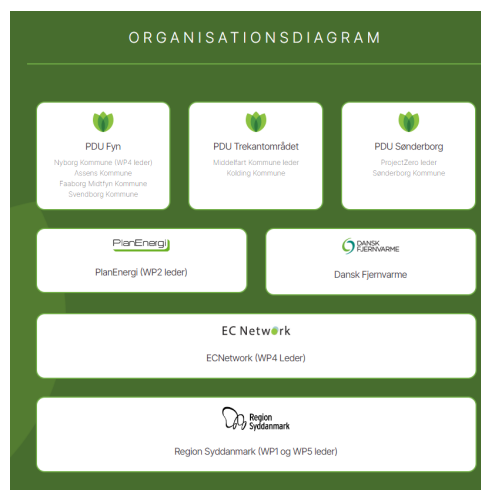 ORGANISATIONSDIAGRAM
PDU Fyn
Nyborg Kommune (WP4 leder)
Assens Kommune
Faaborg Midtfyn Kommune
Svendborg Kommune
PDU Trekantområdet
Middelfart Kommune leder
Kolding Kommune
PDU Sønderborg
ProjectZero leder
Sønderborg Kommune
PlanEnergi
PlanEnergi (WP2 leder)
DANSK
FJERNVARME
Dansk Fjernvarme
EC Network
ECNetwork (WP4 Leder)
Region
Syddanmark
Region Syddanmark (WP1 og WP5 leder)